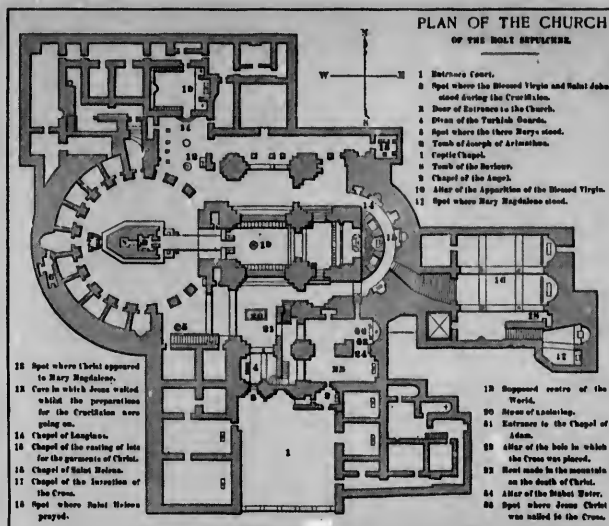 PLAN OF THE CHURCH
OF THE HOLY SEPULCHRE.
N
W
E
S
1 Entrance Court.
2 Spot where the Blessed Virgin and Saint John
stood during the Crucifixion.
3 Door of Entrance to the Church.
4 Divan of the Turkish Guards.
5 Spot where the three Marys stood.
6 Tomb of Joseph of Arimathea.
7 Coptic Chapel.
8 Tomb of the Saviour.
9 Chapel of the Angel.
10 Altar of the Apparition of the Blessed Virgin.
11 Spot where Mary Magdalene stood.
12 Spot where Christ appeared
to Mary Magdalene.
13 Cave in which Jesus waited
whilst the preparations
for the Crucifixion were
going on.
14 Chapel of Longinus.
15 Chapel of the casting of lots
for the garments of Christ.
16 Chapel of Saint Helena.
17 Chapel of the Invention of
the Cross.
18 Spot where Saint Helena
prayed.
19 Supposed centre of the
World.
20 Stone of anointing.
21 Entrance to the Chapel of
Adam.
22 Altar of the hole in which
the Cross was placed.
23 Rent made in the mountain
on the death of Christ.
24 Altar of the Stabat Mater.
25 Spot where Jesus Christ
was nailed to the Cross.
10
14
19
16
4
1